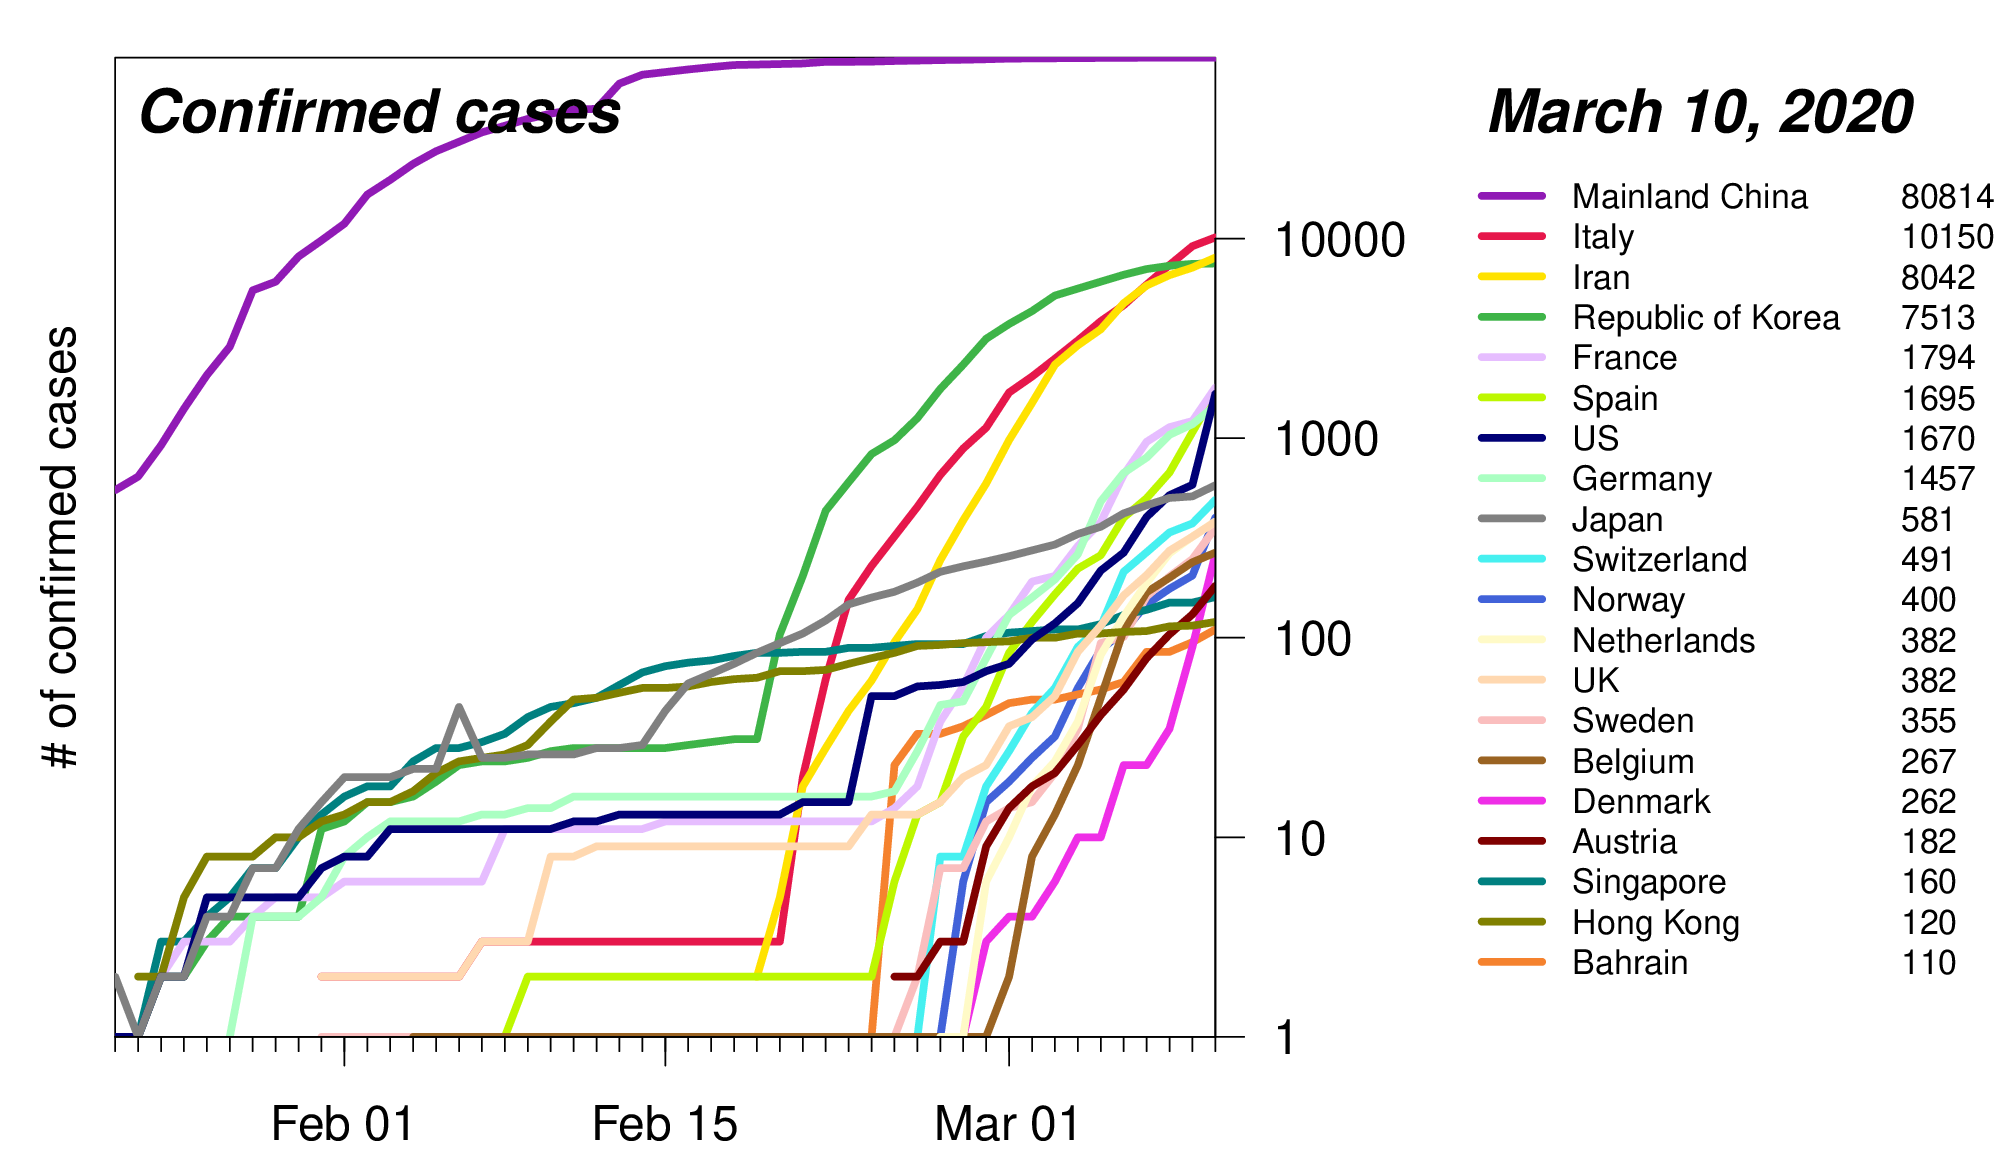 Confirmed cases
# of confirmed cases
10000
1000
100
10
1
Feb 01 Feb 15 Mar 01
March 10, 2020
Mainland China 80814
Italy 10150
Iran 8042
Republic of Korea 7513
France 1794
Spain 1695
US 1670
Germany 1457
Japan 581
Switzerland 491
Norway 400
Netherlands 382
UK 382
Sweden 355
Belgium 267
Denmark 262
Austria 182
Singapore 160
Hong Kong 120
Bahrain 110